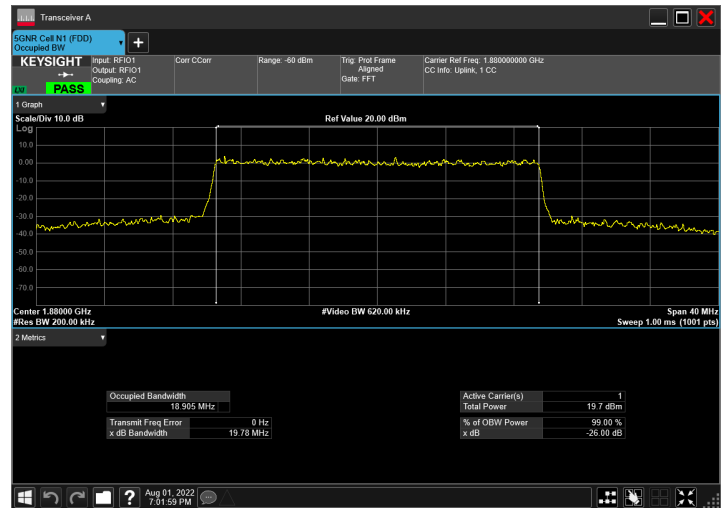 Transceiver A
5GNR Cell N1 (FDD)
Occupied BW
KEYSIGHT
PASS
Input: RFIO1
Output: RFIO1
Coupling: AC
Corr CCorr
Range: -60 dBm
Trig: Prot Frame
Aligned
Gate: FFT
Carrier Ref Freq: 1.880000000 GHz
CC Info: Uplink, 1 CC
1 Graph
Scale/Div 10.0 dB
Ref Value 20.00 dBm
Log
10.0
0.00
-10.0
-20.0
-30.0
-40.0
-50.0
-60.0
-70.0
Center 1.88000 GHz
#Video BW 620.00 kHz
Span 40 MHz
#Res BW 200.00 kHz
Sweep 1.00 ms (1001 pts)
2 Metrics
Occupied Bandwidth
18.905 MHz
Transmit Freq Error 0 Hz
x dB Bandwidth 19.78 MHz
Active Carrier(s) 1
Total Power 19.7 dBm
% of OBW Power 99.00 %
x dB -26.00 dB
Aug 01, 2022
7:01:59 PM